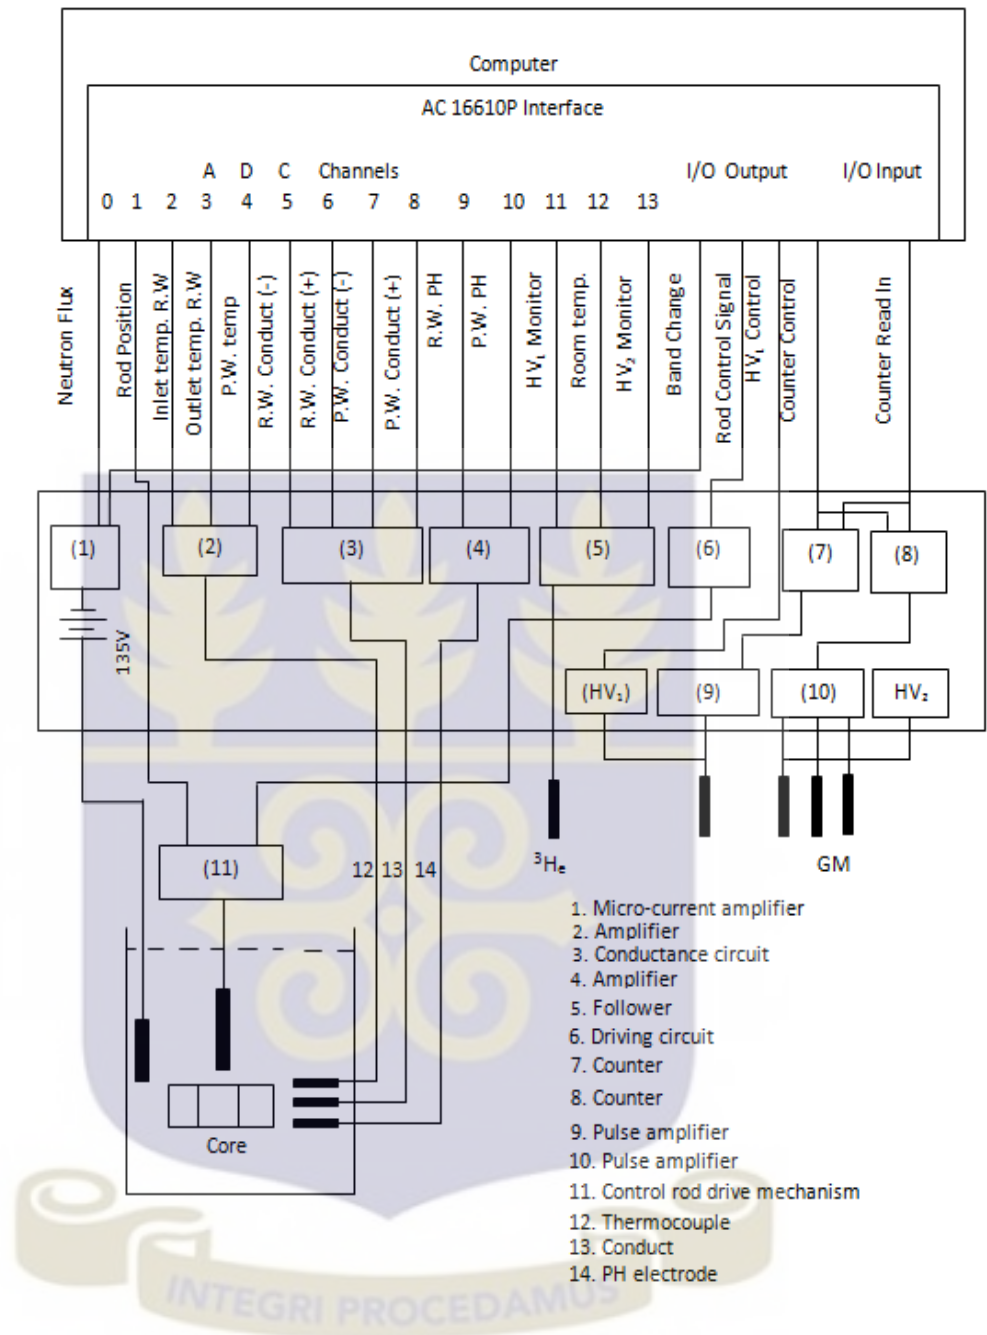 Computer
AC 16610P Interface
A D C Channels I/O Output I/O Input
0 1 2 3 4 5 6 7 8 9 10 11 12 13
Neutron Flux
Rod Position
Inlet temp. R.W
Outlet temp. R.W
P.W. temp
R.W. Conduct (-)
R.W. Conduct (+)
P.W. Conduct (-)
P.W. Conduct (+)
R.W. PH
P.W. PH
HV₁ Monitor
Room temp.
HV₂ Monitor
Band Change
Rod Control Signal
HV₁ Control
Counter Control
Counter Read In
(1) (2) (3) (4) (5) (6) (7) (8)
135V
(HV₁) (9) (10) HV₂
(11) 12 13 14
³Hₑ GM
Core
1. Micro-current amplifier
2. Amplifier
3. Conductance circuit
4. Amplifier
5. Follower
6. Driving circuit
7. Counter
8. Counter
9. Pulse amplifier
10. Pulse amplifier
11. Control rod drive mechanism
12. Thermocouple
13. Conduct
14. PH electrode
INTEGRI PROCEDAMUS